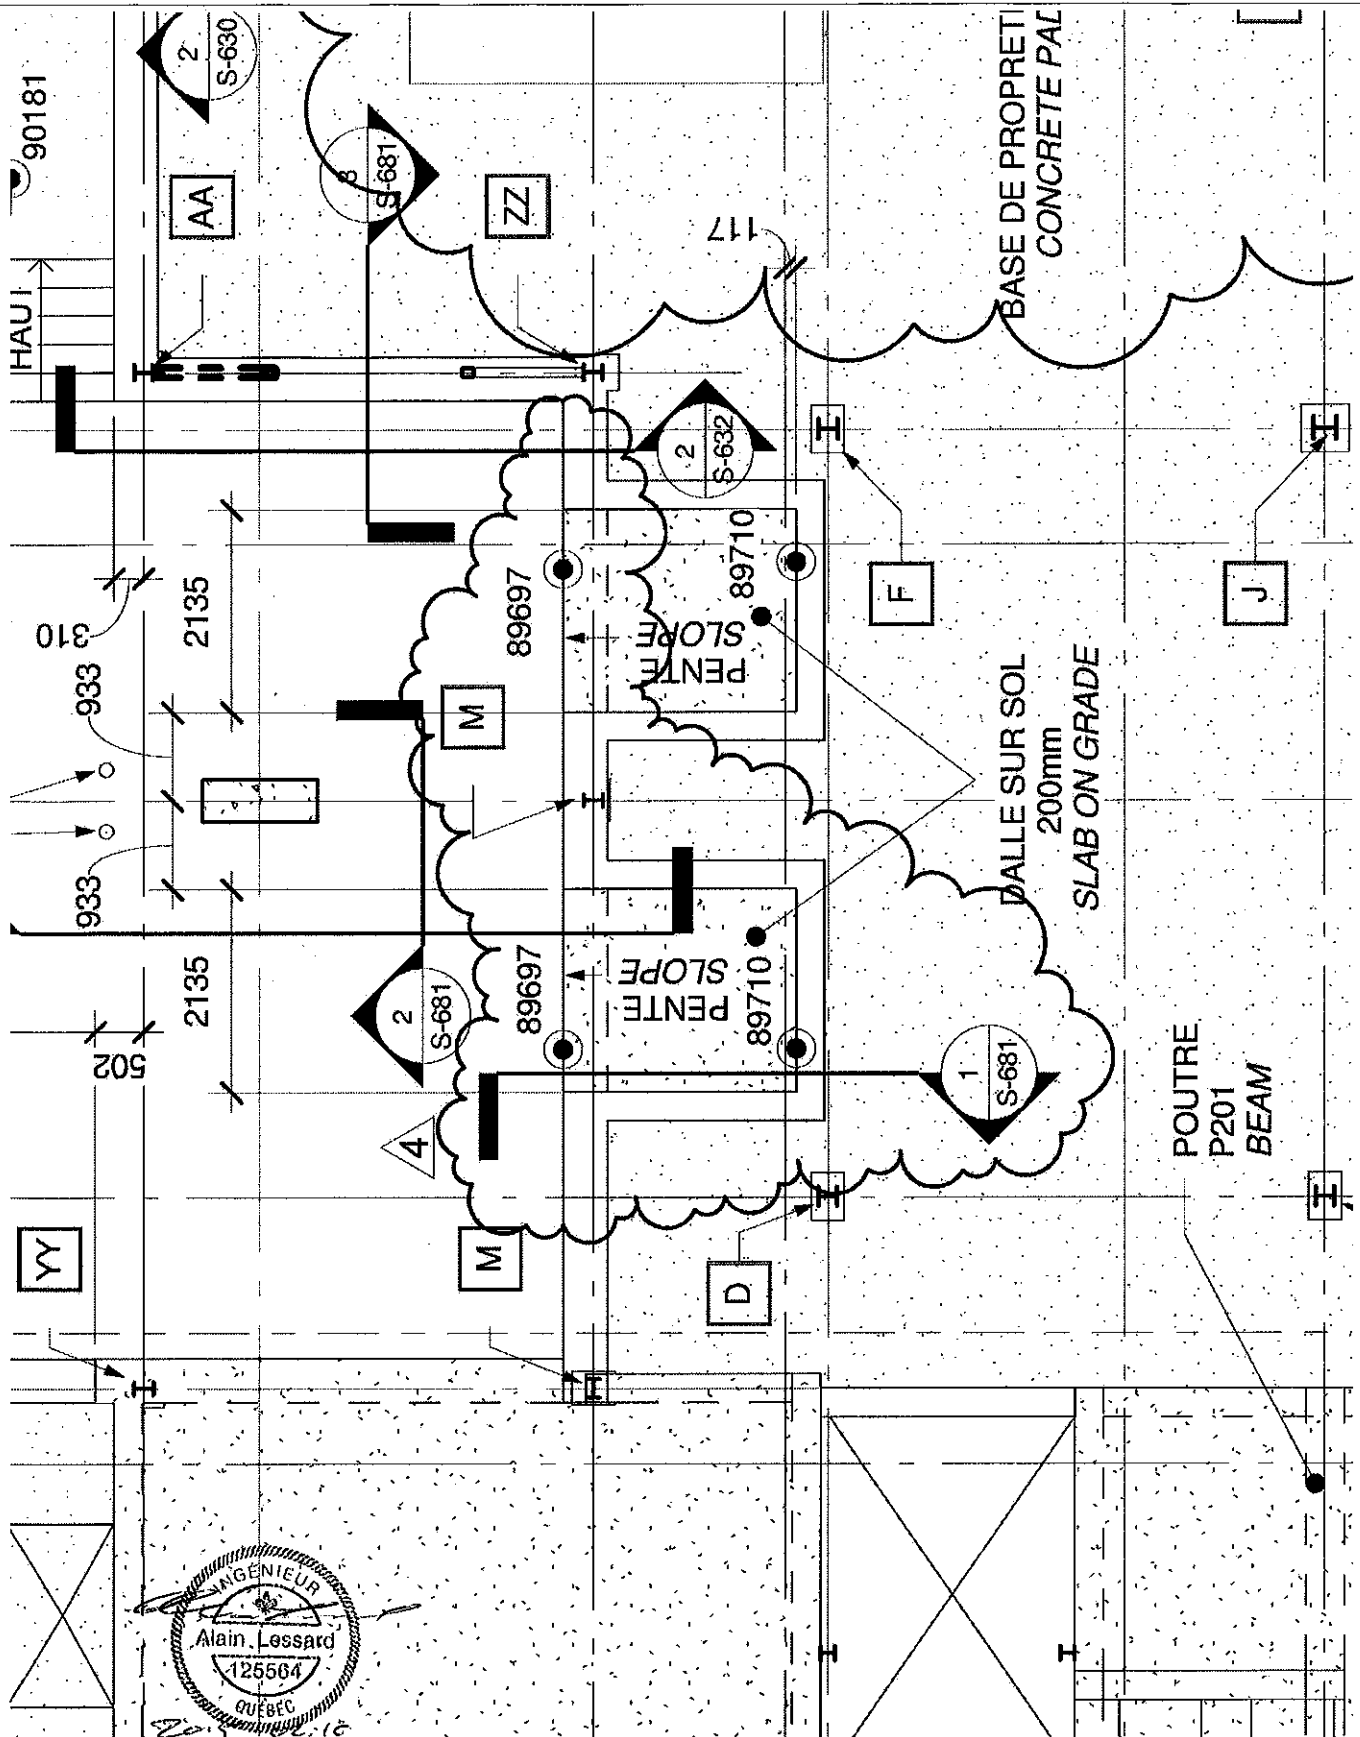 90181
2
S-630
HAUT
AA
3
S-681
ZZ
117
BASE DE PROPRETÉ
CONCRETE PAD
310
2135
933
933
2135
502
M
2
S-632
89697
PENTE
SLOPE
89710
F
J
DALLE SUR SOL
200mm
SLAB ON GRADE
2
S-681
89697
PENTE
SLOPE
89710
4
1
S-681
POUTRE
P201
BEAM
YY
M
D
INGÉNIEUR
Alain Lessard
125564
QUÉBEC